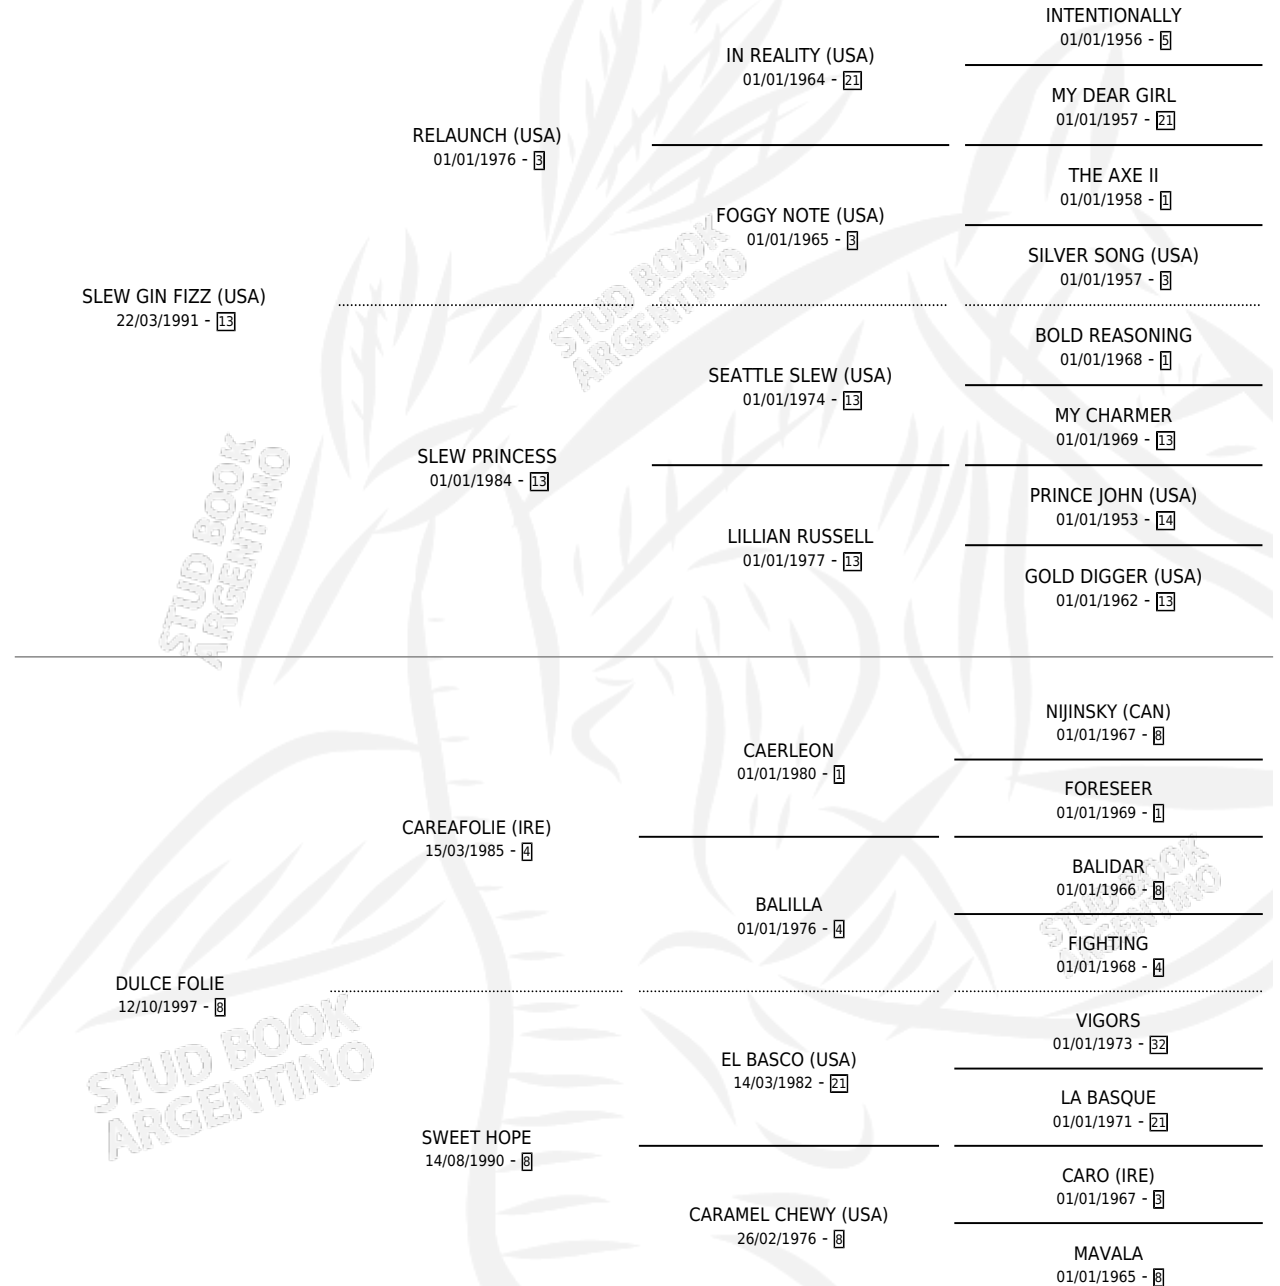 INTENTIONALLY
01/01/1956 - 5
IN REALITY (USA)
01/01/1964 - 21
MY DEAR GIRL
01/01/1957 - 21
RELAUNCH (USA)
01/01/1976 - 3
THE AXE II
01/01/1958 - 1
FOGGY NOTE (USA)
01/01/1965 - 3
SILVER SONG (USA)
01/01/1957 - 3
SLEW GIN FIZZ (USA)
22/03/1991 - 13
BOLD REASONING
01/01/1968 - 1
SEATTLE SLEW (USA)
01/01/1974 - 13
MY CHARMER
01/01/1969 - 13
SLEW PRINCESS
01/01/1984 - 13
PRINCE JOHN (USA)
01/01/1953 - 14
LILLIAN RUSSELL
01/01/1977 - 13
GOLD DIGGER (USA)
01/01/1962 - 13
STUD BOOK
ARGENTINO
STUD BOOK
ARGENTINO
NIJINSKY (CAN)
01/01/1967 - 8
CAERLEON
01/01/1980 - 1
FORESEER
01/01/1969 - 1
CAREAFOLIE (IRE)
15/03/1985 - 4
BALIDAR
01/01/1966 - 8
BALILLA
01/01/1976 - 4
FIGHTING
01/01/1968 - 4
DULCE FOLIE
12/10/1997 - 8
VIGORS
01/01/1973 - 32
EL BASCO (USA)
14/03/1982 - 21
LA BASQUE
01/01/1971 - 21
SWEET HOPE
14/08/1990 - 8
CARO (IRE)
01/01/1967 - 3
CARAMEL CHEWY (USA)
26/02/1976 - 8
MAVALA
01/01/1965 - 8
STUD BOOK
ARGENTINO
STUD BOOK
ARGENTINO